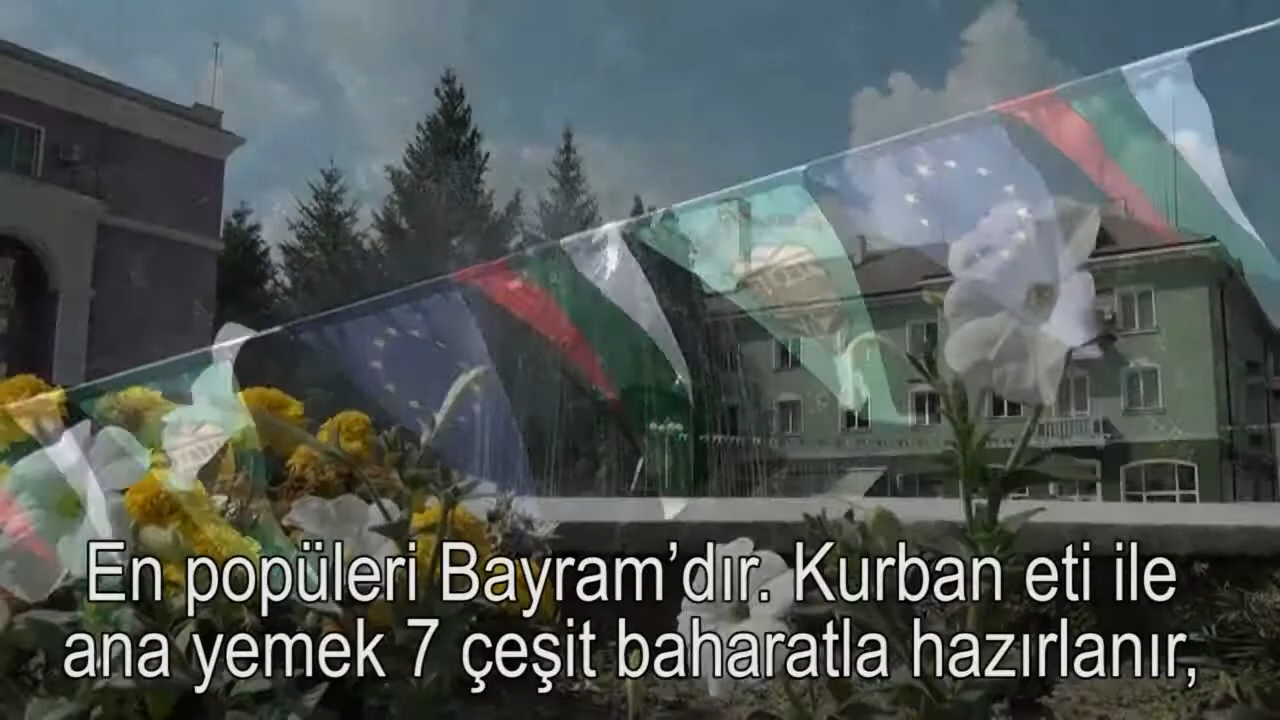 En popüleri Bayram’dır. Kurban eti ile
ana yemek 7 çeşit baharatla hazırlanır,